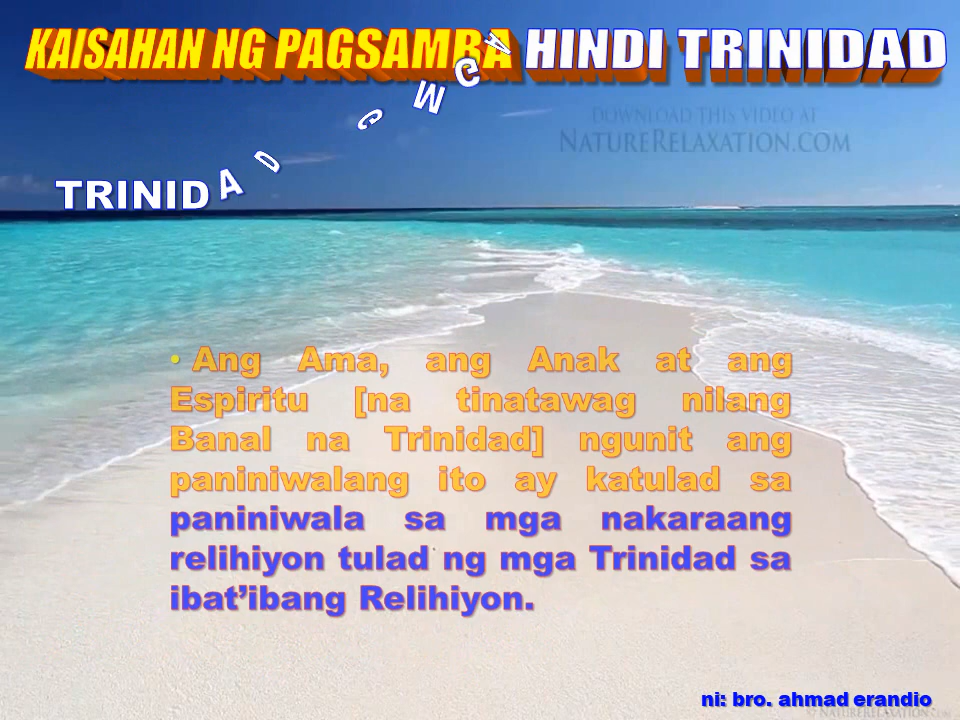 KAISAHAN NG PAGSAMBA HINDI TRINIDAD
DOWNLOAD THIS VIDEO AT
NATURERELAXATION.COM
TRINIDAD
• Ang Ama, ang Anak at ang
Espiritu [na tinatawag nilang
Banal na Trinidad] ngunit ang
paniniwalang ito ay katulad sa
paniniwala sa mga nakaraang
relihiyon tulad ng mga Trinidad sa
ibat’ibang Relihiyon.
ni: bro. ahmad erandio
© NATURERELAXATION.COM